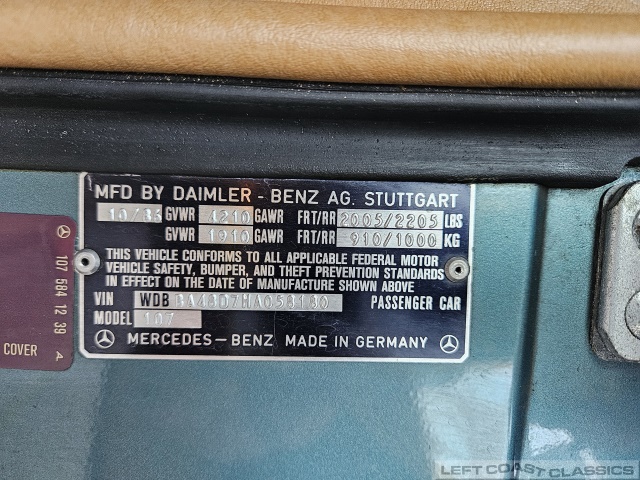 MFD BY DAIMLER - BENZ AG. STUTTGART
GVWR 4210 GAWR FRT/RR 2005/2205 LBS
GVWR 1910 GAWR FRT/RR 910/1000 KG
THIS VEHICLE CONFORMS TO ALL APPLICABLE FEDERAL MOTOR
VEHICLE SAFETY, BUMPER, AND THEFT PREVENTION STANDARDS
IN EFFECT ON THE DATE OF MANUFACTURE SHOWN ABOVE
VIN WDB PASSENGER CAR
MODEL 107
MERCEDES-BENZ MADE IN GERMANY
107 584 12 39 A
COVER
LEFT COAST CLASSICS